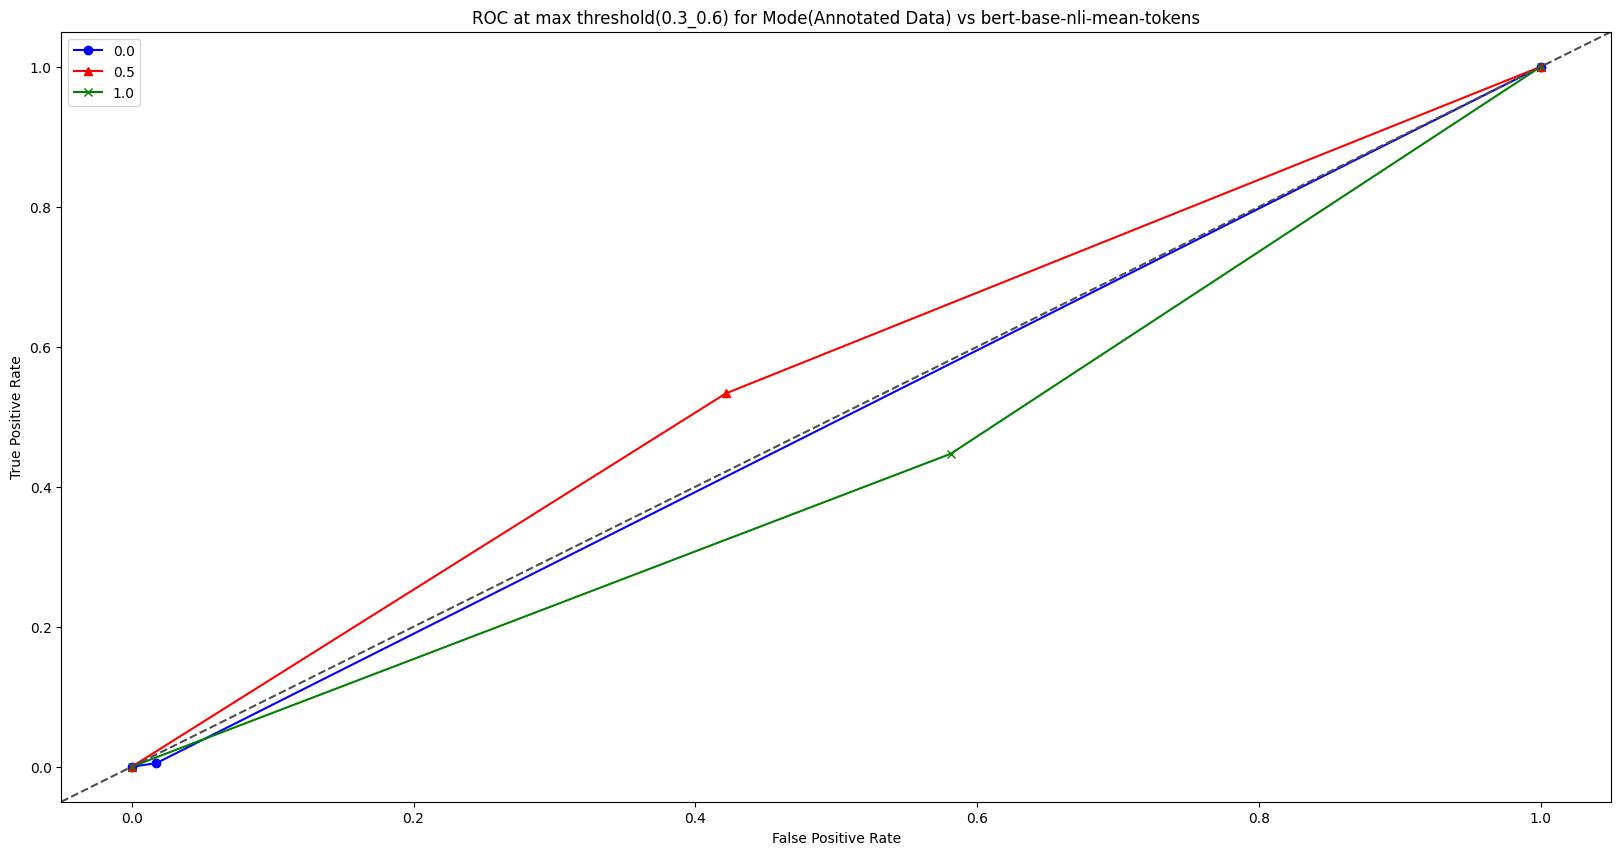 ROC at max threshold(0.3_0.6) for Mode(Annotated Data) vs bert-base-nli-mean-tokens
0.0
0.5
1.0
1.0
0.8
0.6
0.4
0.2
0.0
True Positive Rate
0.0 0.2 0.4 0.6 0.8 1.0
False Positive Rate